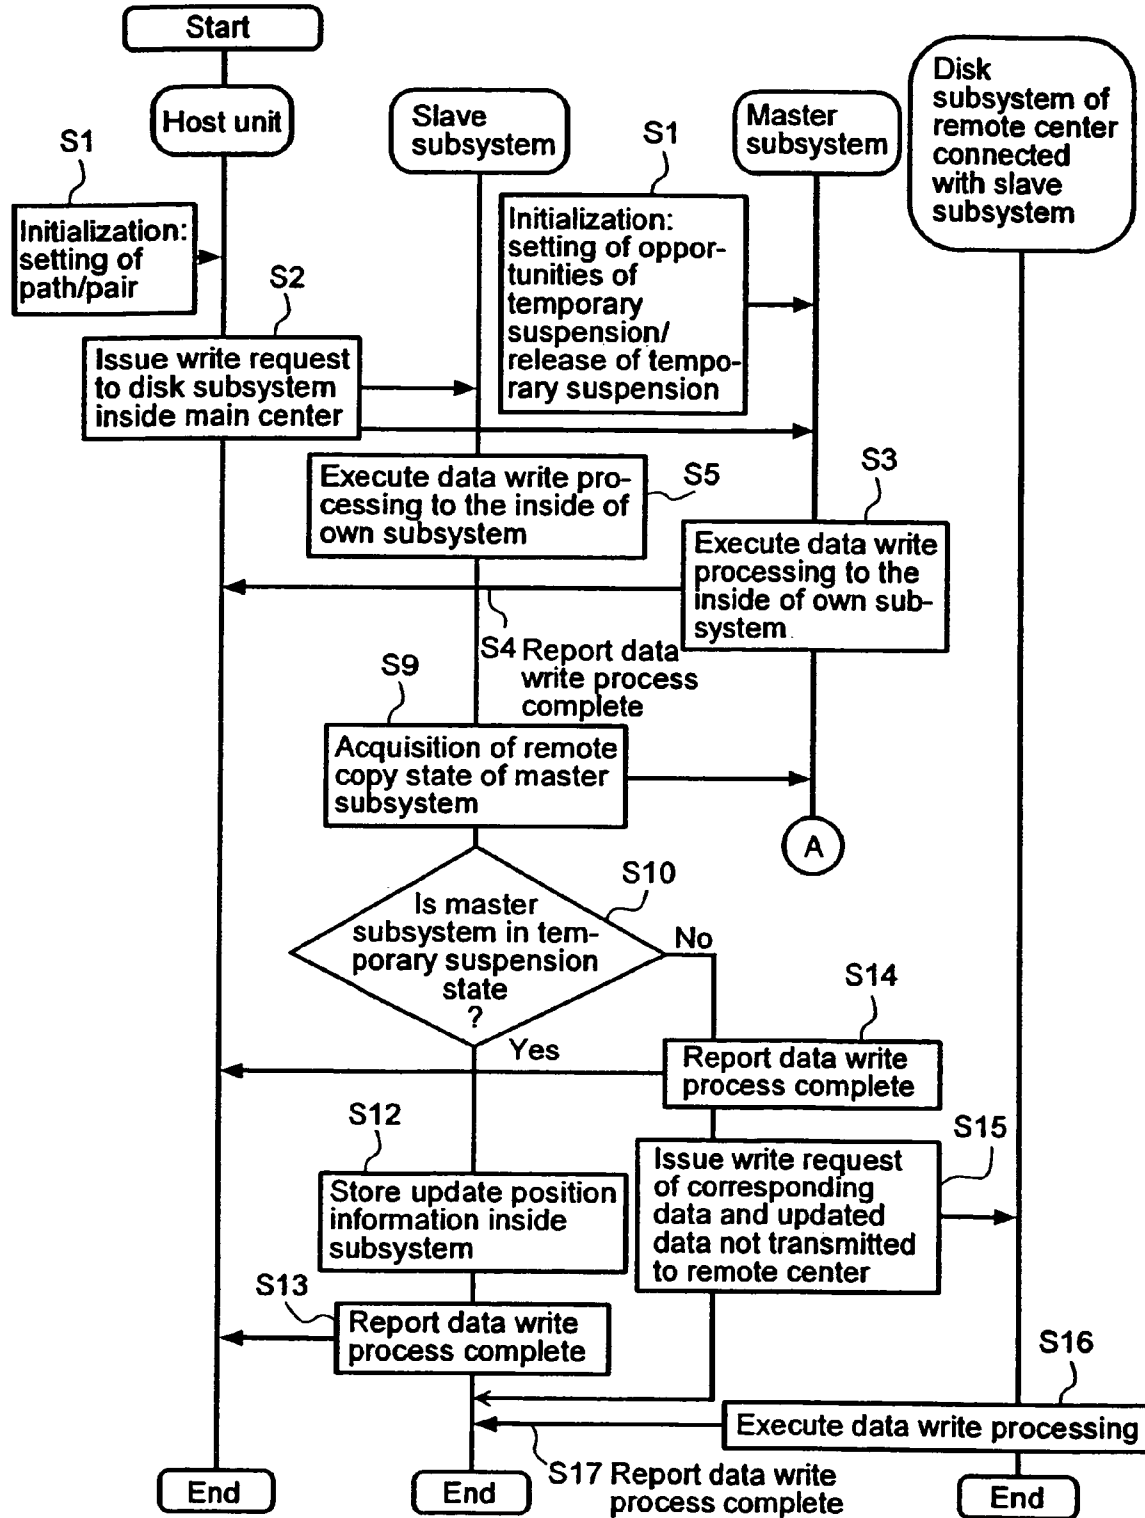 Start
Host unit
Slave
subsystem
Master
subsystem
Disk
subsystem of
remote center
connected
with slave
subsystem
S1
Initialization:
setting of
path/pair
S1
Initialization:
setting of oppor-
tunities of
temporary
suspension/
release of tempo-
rary suspension
S2
Issue write request
to disk subsystem
inside main center
S5
Execute data write pro-
cessing to the inside of
own subsystem
S3
Execute data write
processing to the
inside of own sub-
system
S4 Report data
write process
complete
S9
Acquisition of remote
copy state of master
subsystem
A
S10
Is master
subsystem in tem-
porary suspension
state
?
No
Yes
S14
Report data write
process complete
S12
Store update position
information inside
subsystem
S15
Issue write request
of corresponding
data and updated
data not transmitted
to remote center
S13
Report data write
process complete
S16
Execute data write processing
S17 Report data write
process complete
End
End
End